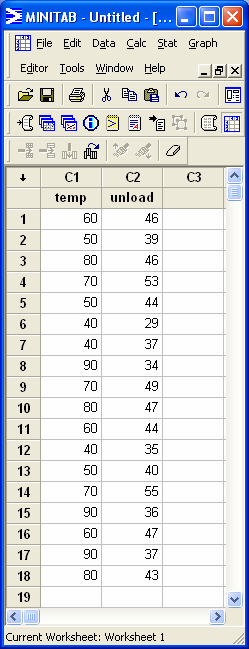 MINITAB - Untitled - [...
File Edit Data Calc Stat Graph
Editor Tools Window Help
C1 C2 C3
temp unload
1 60 46
2 50 39
3 80 46
4 70 53
5 50 44
6 40 29
7 40 37
8 90 34
9 70 49
10 80 47
11 60 44
12 40 35
13 50 40
14 70 55
15 90 36
16 60 47
17 90 37
18 80 43
19
Current Worksheet: Worksheet 1